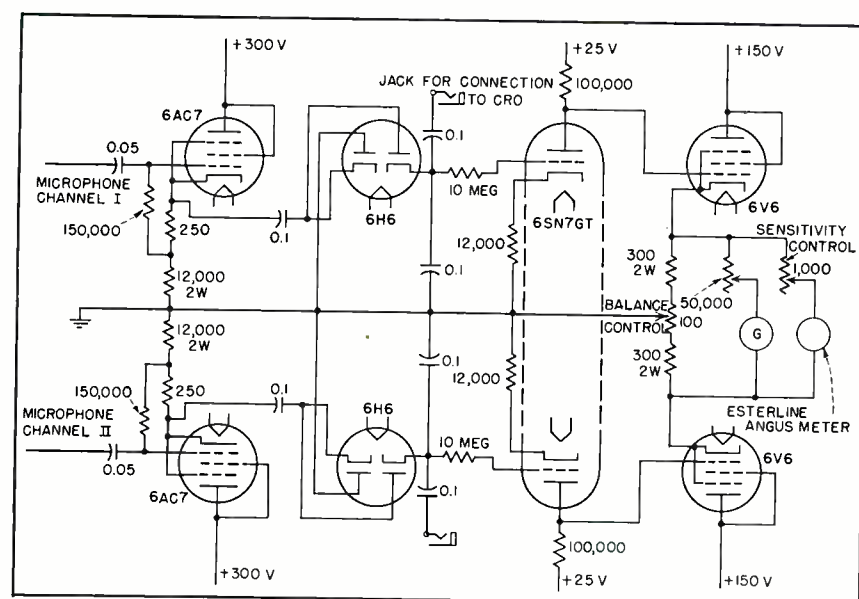 +300 V
+25 V
+150 V
6AC7
JACK FOR CONNECTION
TO CRO
100,000
0.05
0.1
MICROPHONE
CHANNEL I
150,000
250
0.1
6H6
10 MEG
6SN7GT
6V6
12,000
2W
0.1
12,000
300
2W
SENSITIVITY
CONTROL
1,000
50,000
BALANCE
CONTROL
100
G
12,000
2W
0.1
12,000
300
2W
150,000
250
0.1
ESTERLINE
ANGUS METER
MICROPHONE
CHANNEL II
0.05
6H6
10 MEG
6V6
6AC7
0.1
100,000
+300 V
+25 V
+150 V